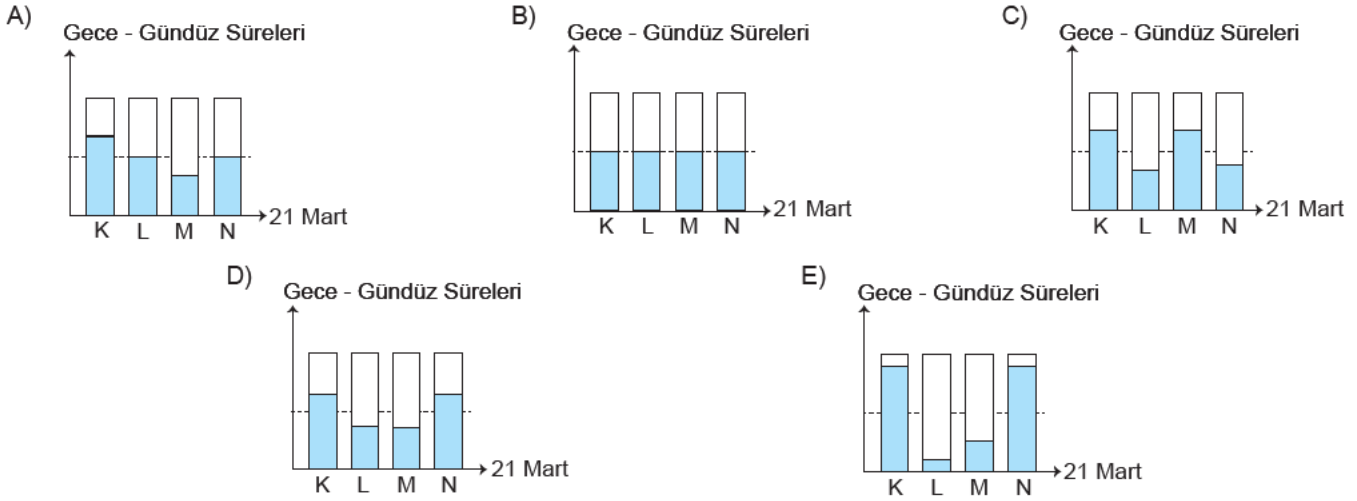 A)
Gece - Gündüz Süreleri
K L M N
21 Mart
B)
Gece - Gündüz Süreleri
K L M N
21 Mart
C)
Gece - Gündüz Süreleri
K L M N
21 Mart
D)
Gece - Gündüz Süreleri
K L M N
21 Mart
E)
Gece - Gündüz Süreleri
K L M N
21 Mart